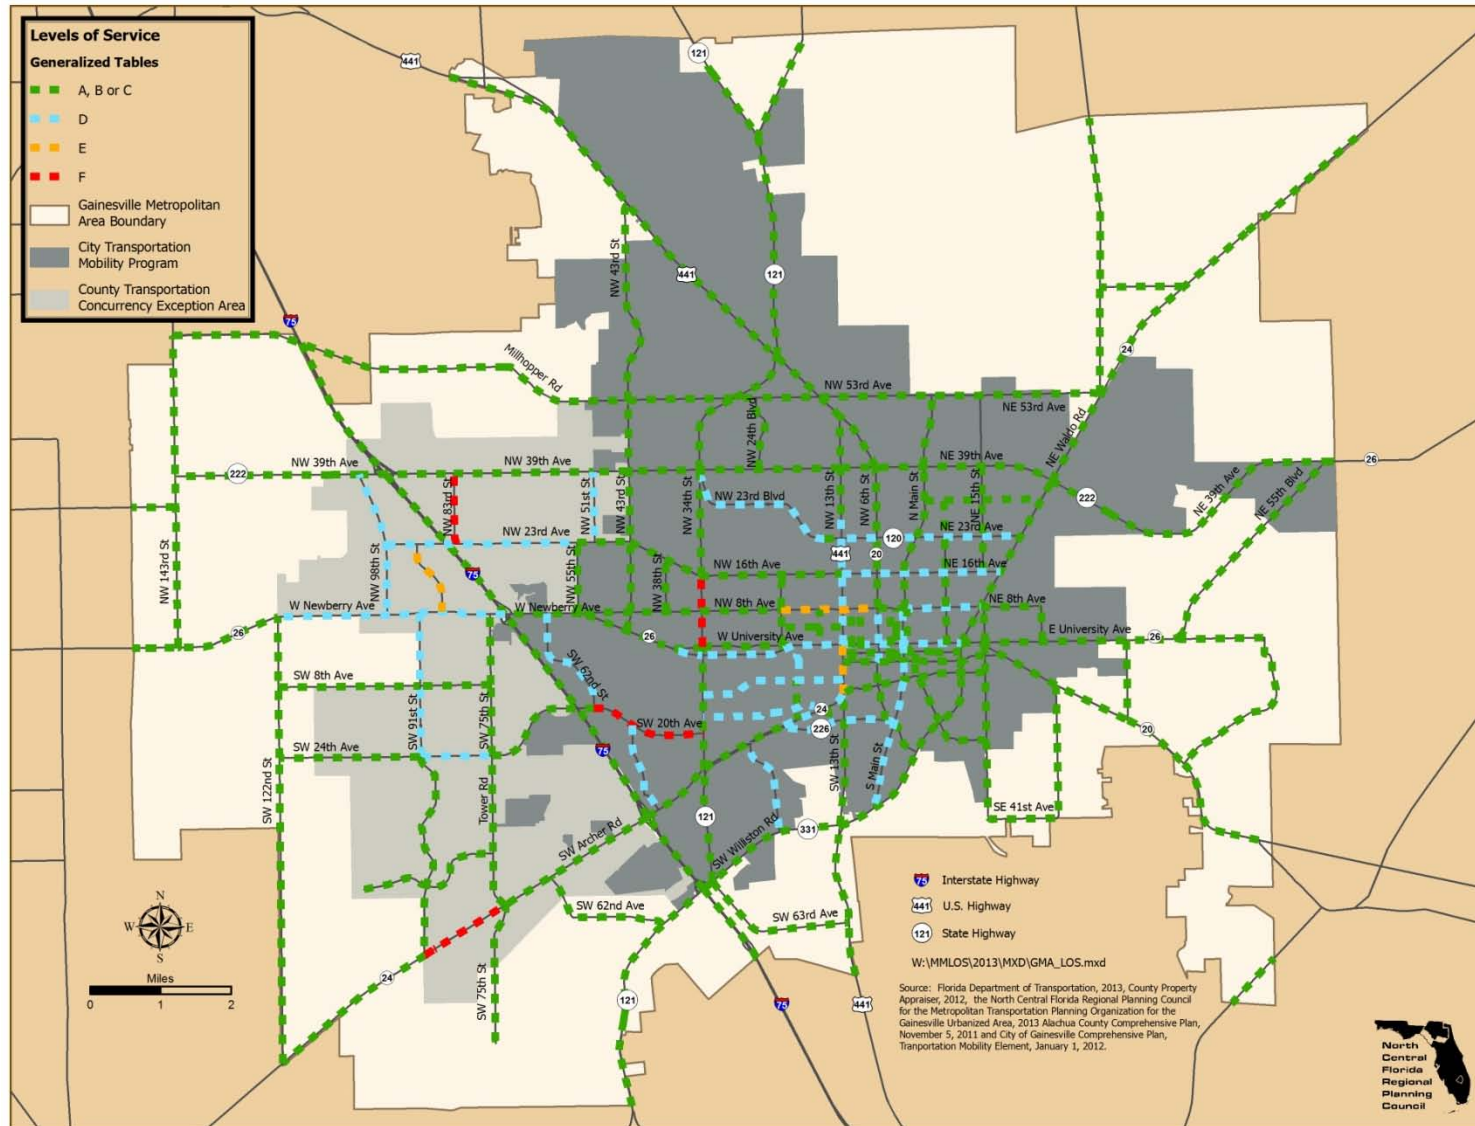 Levels of Service
Generalized Tables
A, B or C
D
E
F
Gainesville Metropolitan
Area Boundary
City Transportation
Mobility Program
County Transportation
Concurrency Exception Area
441
121
NW 43rd St
441
121
75
24
Millhopper Rd
NW 53rd Ave
NE 53rd Ave
NW 24th Blvd
NE Waldo Rd
222
NW 39th Ave
NW 39th Ave
NE 39th Ave
26
NW 83rd St
NW 51st St
NW 43rd St
NW 34th St
NW 23rd Blvd
NW 13th St
NW 6th St
N Main St
NE 15th St
222
NE 39th Ave
NE 55th Blvd
NW 143rd St
NW 98th St
NW 23rd Ave
120
NE 23rd Ave
441
20
75
NW 55th St
NW 38th St
NW 16th Ave
NE 16th Ave
W Newberry Ave
W Newberry Ave
NW 8th Ave
NE 8th Ave
26
26
W University Ave
E University Ave
26
SW 8th Ave
SW 62nd St
SW 91st St
SW 75th St
24
SW 20th Ave
226
20
SW 24th Ave
75
SW 122nd St
Tower Rd
SW 13th St
S Main St
SW Archer Rd
121
331
SE 41st Ave
SW Williston Rd
SW 62nd Ave
SW 63rd Ave
24
SW 75th St
121
75
441
N
W
E
S
Miles
0 1 2
75 Interstate Highway
441 U.S. Highway
121 State Highway
W:\MMLOS\2013\MXD\GMA_LOS.mxd
Source: Florida Department of Transportation, 2013, County Property
Appraiser, 2012, the North Central Florida Regional Planning Council
for the Metropolitan Transportation Planning Organization for the
Gainesville Urbanized Area, 2013 Alachua County Comprehensive Plan,
November 5, 2011 and City of Gainesville Comprehensive Plan,
Tranportation Mobility Element, January 1, 2012.
North
Central
Florida
Regional
Planning
Council